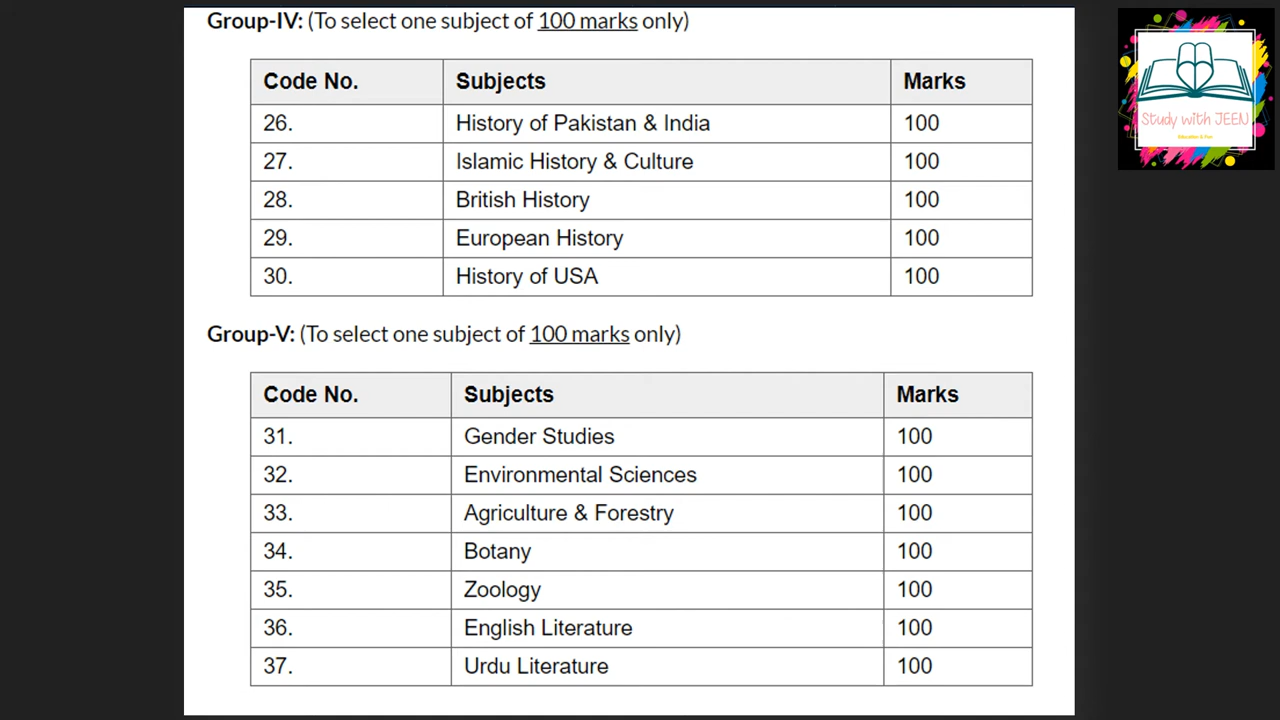 Group-IV: (To select one subject of 100 marks only)
Code No. Subjects Marks
26. History of Pakistan & India 100
27. Islamic History & Culture 100
28. British History 100
29. European History 100
30. History of USA 100
Group-V: (To select one subject of 100 marks only)
Code No. Subjects Marks
31. Gender Studies 100
32. Environmental Sciences 100
33. Agriculture & Forestry 100
34. Botany 100
35. Zoology 100
36. English Literature 100
37. Urdu Literature 100
Study with JEEN
Education & Fun